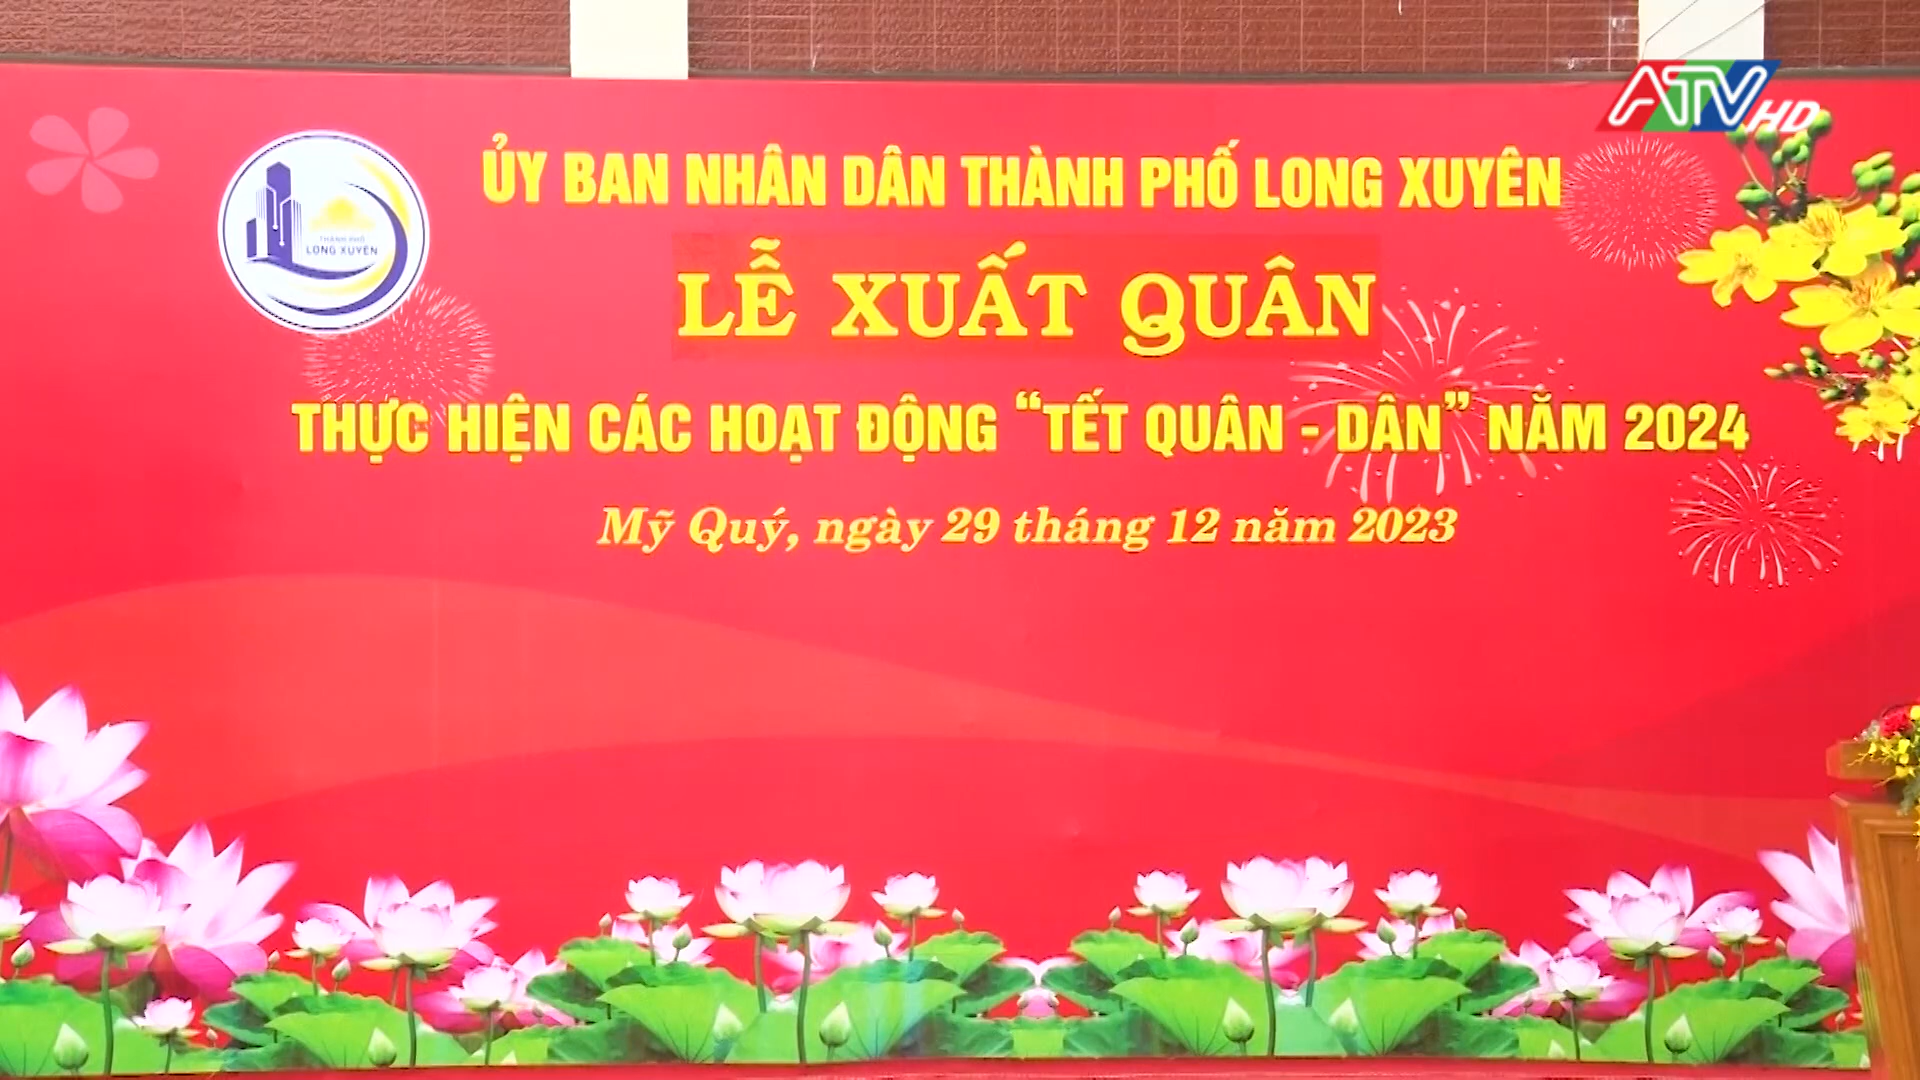 ATV HD
ỦY BAN NHÂN DÂN THÀNH PHỐ LONG XUYÊN
THÀNH PHỐ
LONG XUYÊN
LỄ XUẤT QUÂN
THỰC HIỆN CÁC HOẠT ĐỘNG “TẾT QUÂN - DÂN” NĂM 2024
Mỹ Quý, ngày 29 tháng 12 năm 2023